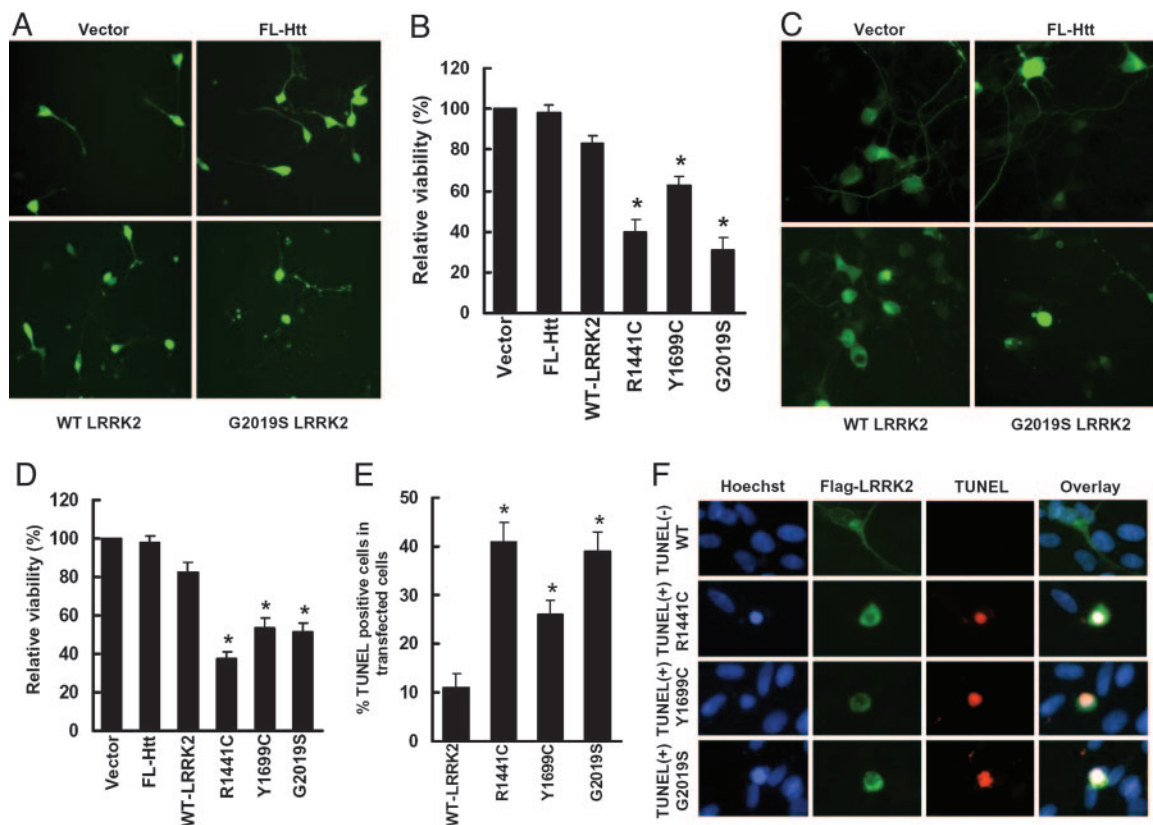 A
Vector
FL-Htt
WT LRRK2
G2019S LRRK2
B
Relative viability (%)
120
100
80
60
40
20
0
*
*
*
Vector
FL-Htt
WT-LRRK2
R1441C
Y1699C
G2019S
C
Vector
FL-Htt
WT LRRK2
G2019S LRRK2
D
Relative viability (%)
120
100
80
60
40
20
0
*
*
*
Vector
FL-Htt
WT-LRRK2
R1441C
Y1699C
G2019S
E
% TUNEL positive cells in
transfected cells
50
40
30
20
10
0
*
*
*
WT-LRRK2
R1441C
Y1699C
G2019S
F
Hoechst
Flag-LRRK2
TUNEL
Overlay
TUNEL(-)
WT
TUNEL(+)
R1441C
TUNEL(+)
Y1699C
TUNEL(+)
G2019S